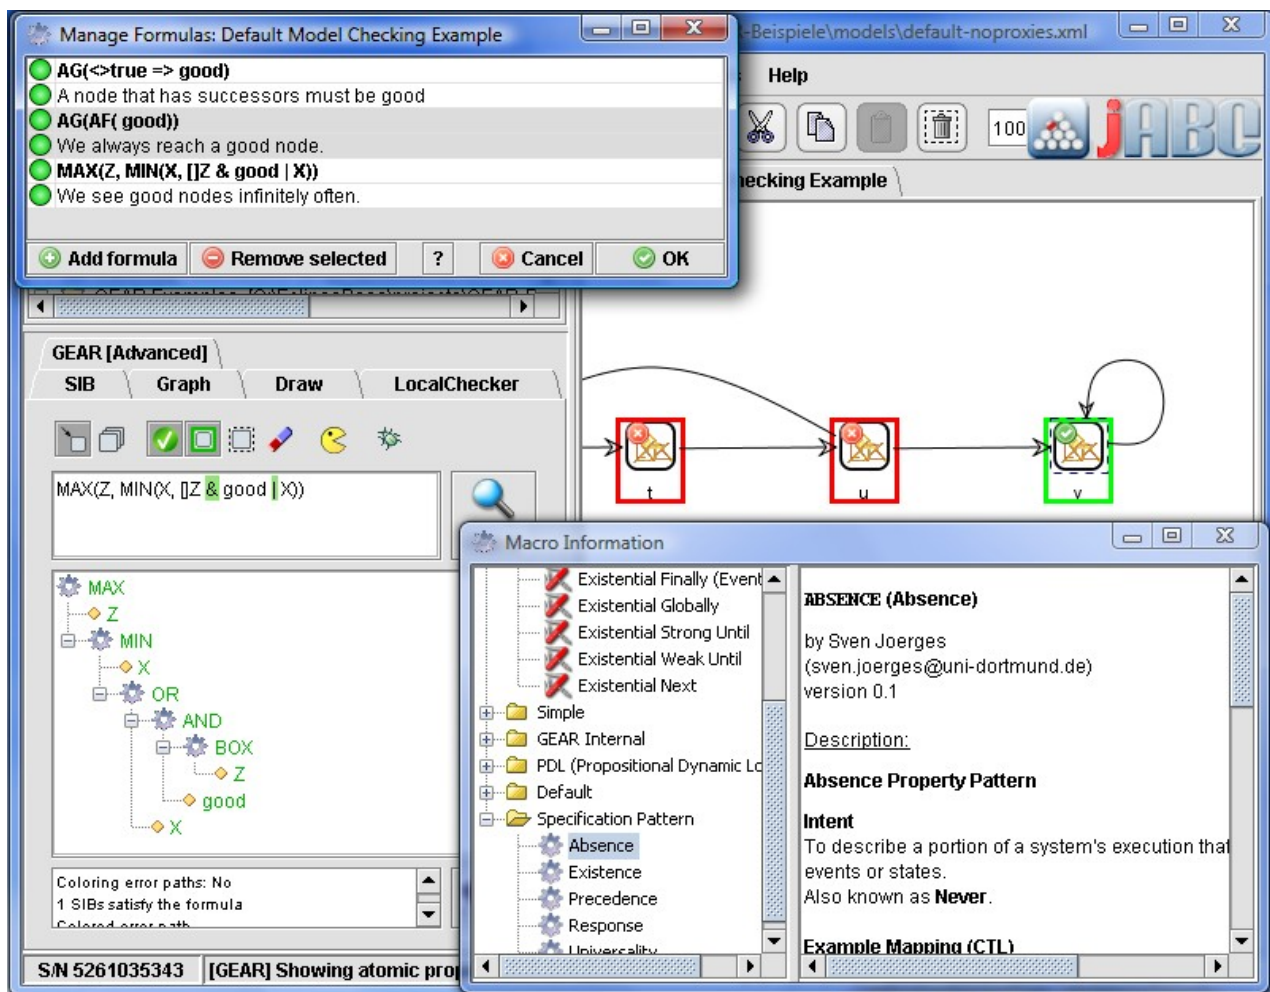 Manage Formulas: Default Model Checking Example
R-Beispiele\models\default-noproxies.xml
AG(<>true => good)
A node that has successors must be good
AG(AF( good))
We always reach a good node.
MAX(Z, MIN(X, []Z & good | X))
We see good nodes infinitely often.
Add formula
Remove selected
?
Cancel
OK
Help
100
jABC
hecking Example
GEAR [Advanced]
SIB
Graph
Draw
LocalChecker
MAX(Z, MIN(X, []Z & good | X))
MAX
Z
MIN
X
OR
AND
BOX
Z
good
X
Coloring error paths: No
1 SIBs satisfy the formula
Colored error path
S/N 5261035343
[GEAR] Showing atomic prop
t
u
v
Macro Information
Existential Finally (Event
Existential Globally
Existential Strong Until
Existential Weak Until
Existential Next
Simple
GEAR Internal
PDL (Propositional Dynamic Lo
Default
Specification Pattern
Absence
Existence
Precedence
Response
Universality
ABSENCE (Absence)
by Sven Joerges
(sven.joerges@uni-dortmund.de)
version 0.1
Description:
Absence Property Pattern
Intent
To describe a portion of a system's execution that
events or states.
Also known as Never.
Example Mapping (CTL)